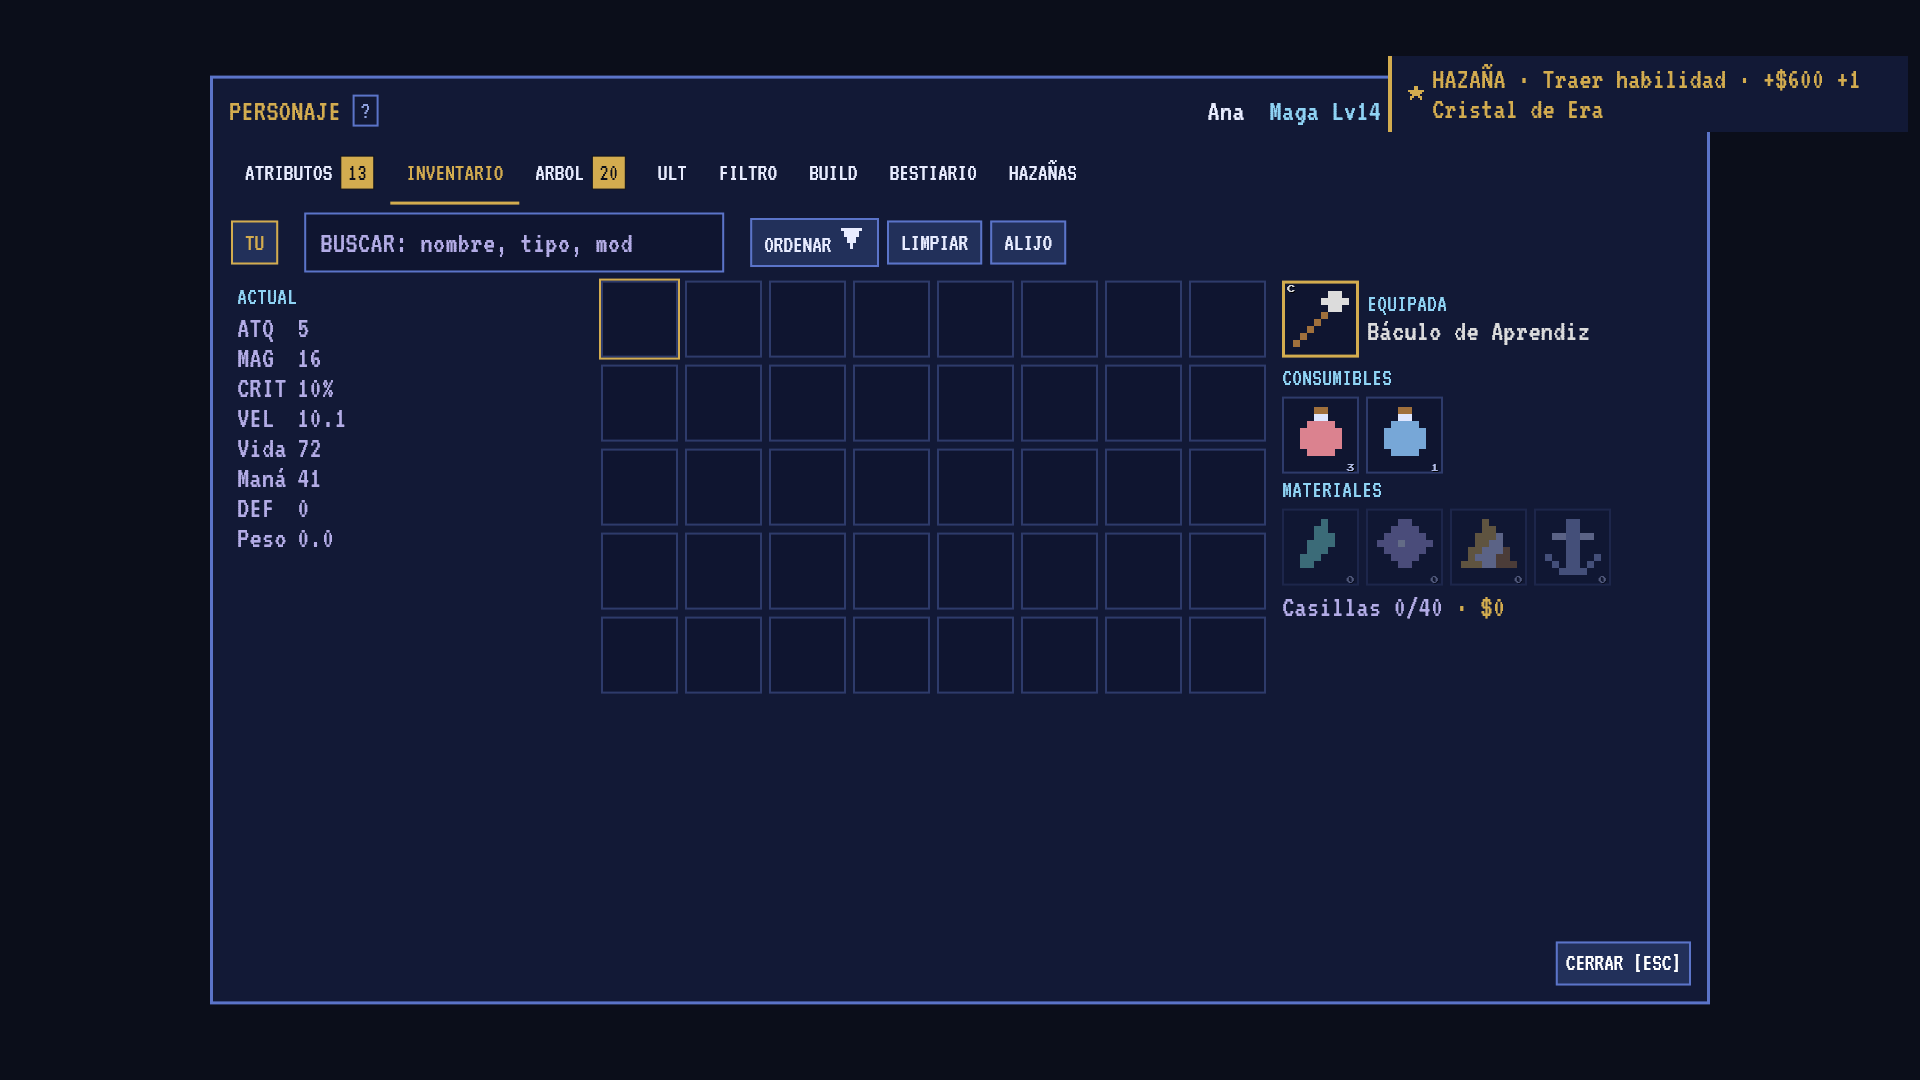 HAZAÑA · Traer habilidad · +$600 +1
Cristal de Era
PERSONAJE ?
Ana Maga Lv14
ATRIBUTOS 13 INVENTARIO ARBOL 20 ULT FILTRO BUILD BESTIARIO HAZAÑAS
TU BUSCAR: nombre, tipo, mod ORDENAR LIMPIAR ALIJO
ACTUAL
ATQ 5
MAG 16
CRIT 10%
VEL 10.1
Vida 72
Maná 41
DEF 0
Peso 0.0
C
EQUIPADA
Báculo de Aprendiz
CONSUMIBLES
3 1
MATERIALES
0 0 0 0
Casillas 0/40 · $0
CERRAR [ESC]